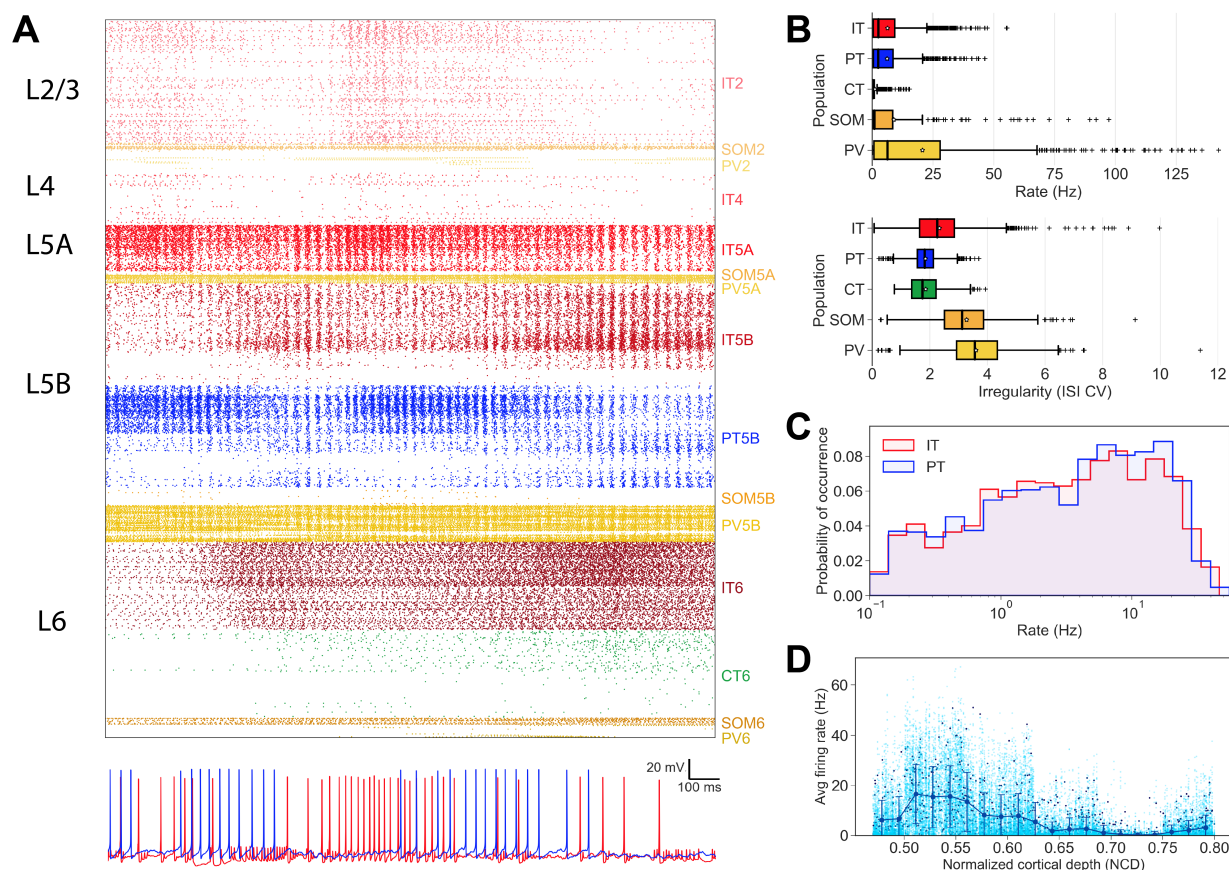 A
L2/3
L4
L5A
L5B
L6
IT2
SOM2
PV2
IT4
IT5A
SOM5A
PV5A
IT5B
PT5B
SOM5B
PV5B
IT6
CT6
SOM6
PV6
20 mV
100 ms
B
Population
IT
PT
CT
SOM
PV
0 25 50 75 100 125
Rate (Hz)
Population
IT
PT
CT
SOM
PV
0 2 4 6 8 10 12
Irregularity (ISI CV)
C
IT
PT
Probability of occurrence
0.08
0.06
0.04
0.02
0.00
10⁻¹ 10⁰ 10¹
Rate (Hz)
D
Avg firing rate (Hz)
60
40
20
0
0.50 0.55 0.60 0.65 0.70 0.75 0.80
Normalized cortical depth (NCD)